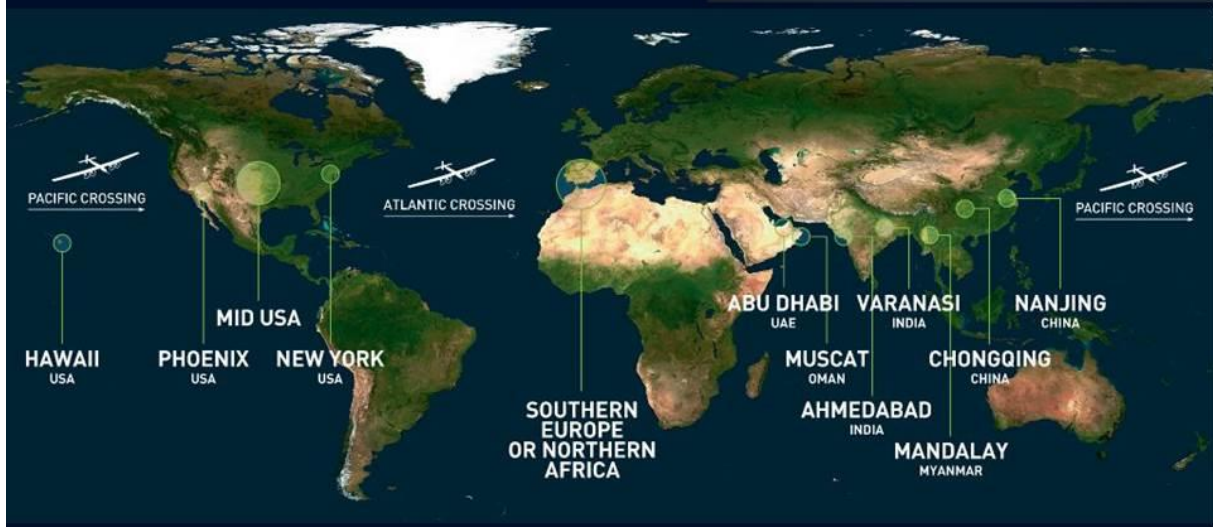 PACIFIC CROSSING
ATLANTIC CROSSING
PACIFIC CROSSING
HAWAII
USA
PHOENIX
USA
MID USA
NEW YORK
USA
SOUTHERN
EUROPE
OR NORTHERN
AFRICA
ABU DHABI
UAE
MUSCAT
OMAN
AHMEDABAD
INDIA
VARANASI
INDIA
MANDALAY
MYANMAR
CHONGQING
CHINA
NANJING
CHINA